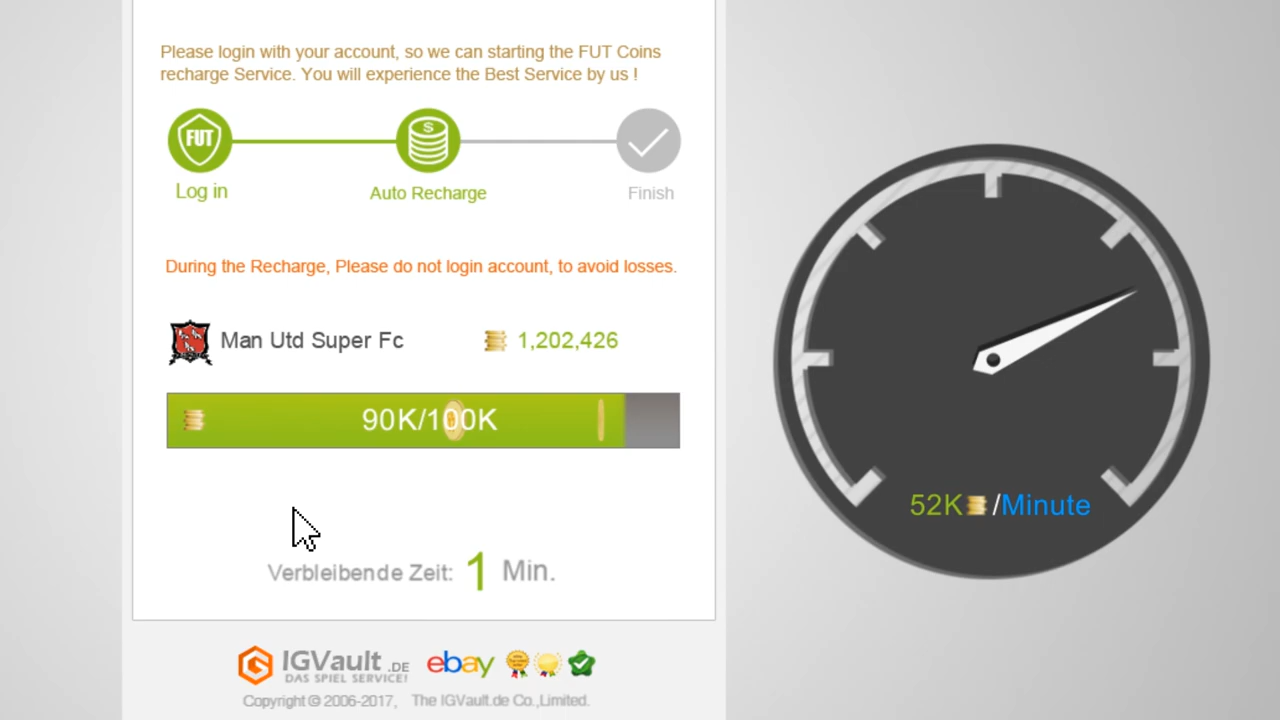 Please login with your account, so we can starting the FUT Coins
recharge Service. You will experience the Best Service by us !
FUT
$
Log in
Auto Recharge
Finish
During the Recharge, Please do not login account, to avoid losses.
Man Utd Super Fc
1,202,426
90K/100K
52K/Minute
Verbleibende Zeit: 1 Min.
IGVault.DE
DAS SPIEL SERVICE!
ebay
Copyright © 2006-2017, The IGVault.de Co.,Limited.